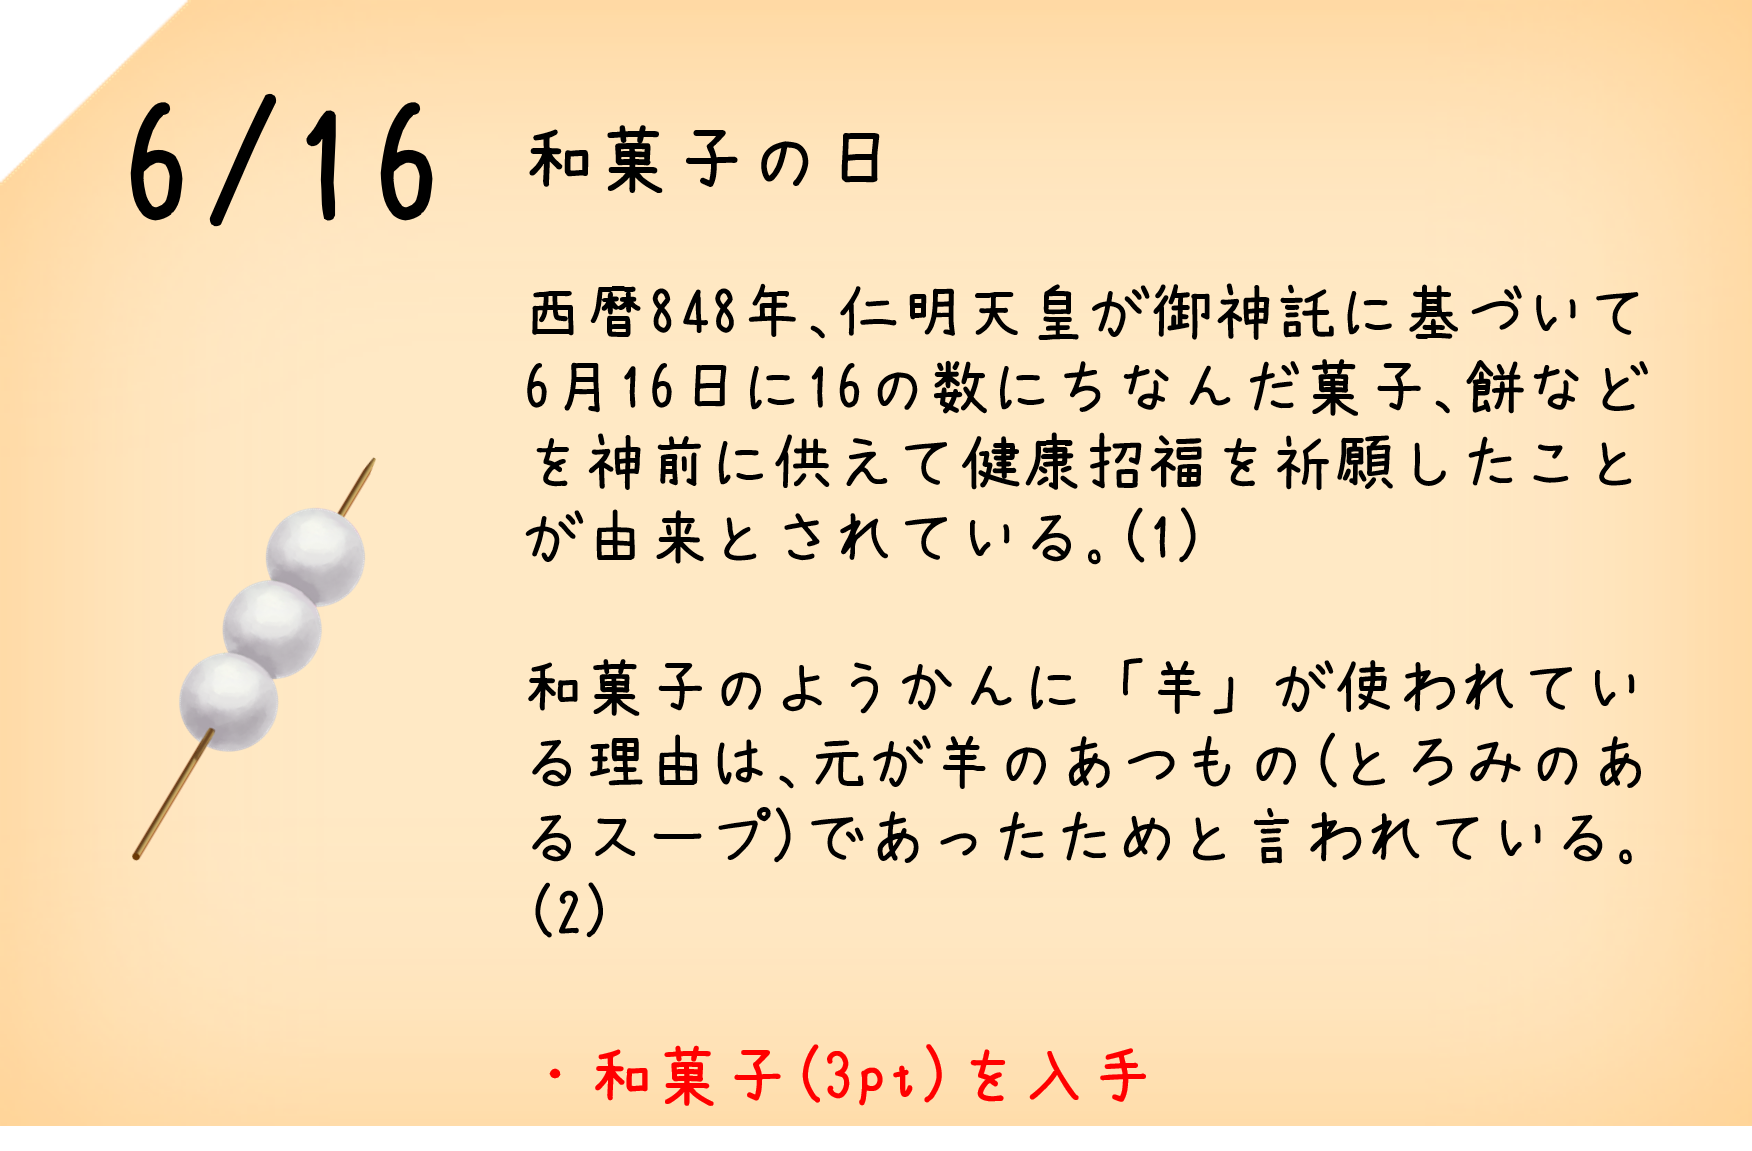 6/16
和菓子の日
西暦848年、仁明天皇が御神託に基づいて
6月16日に16の数にちなんだ菓子、餅など
を神前に供えて健康招福を祈願したこと
が由来とされている。(1)
和菓子のようかんに「羊」が使われてい
る理由は、元が羊のあつもの(とろみのあ
るスープ)であったためと言われている。
(2)
・和菓子(3pt)を入手